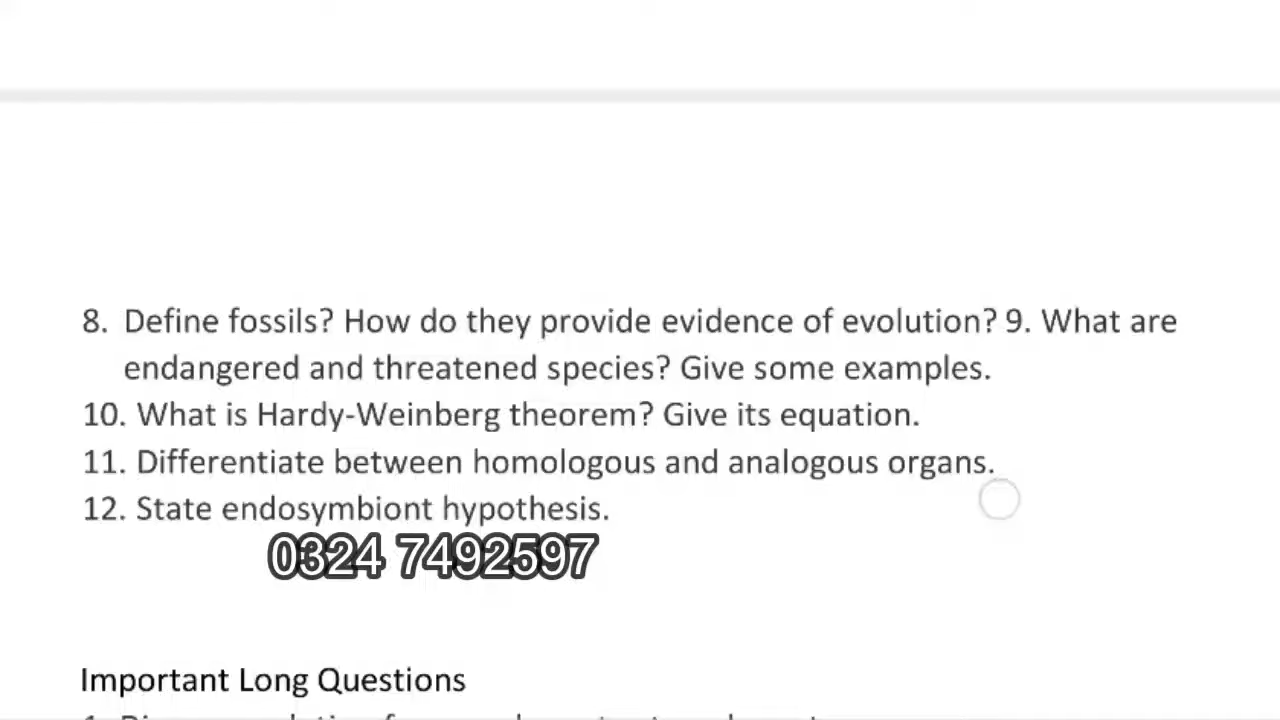 8. Define fossils? How do they provide evidence of evolution? 9. What are
endangered and threatened species? Give some examples.
10. What is Hardy-Weinberg theorem? Give its equation.
11. Differentiate between homologous and analogous organs.
12. State endosymbiont hypothesis.
0324 7492597
Important Long Questions